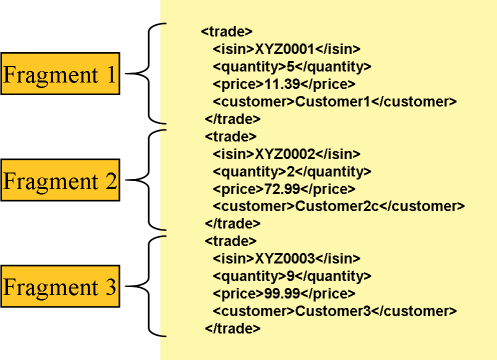 <trade>
<isin>XYZ0001</isin>
Fragment 1
<quantity>5</quantity>
<price>11.39</price>
<customer>Customer1</customer>
</trade>
<trade>
<isin>XYZ0002</isin>
Fragment 2
<quantity>2</quantity>
<price>72.99</price>
<customer>Customer2c</customer>
</trade>
<trade>
<isin>XYZ0003</isin>
Fragment 3
<quantity>9</quantity>
<price>99.99</price>
<customer>Customer3</customer>
</trade>